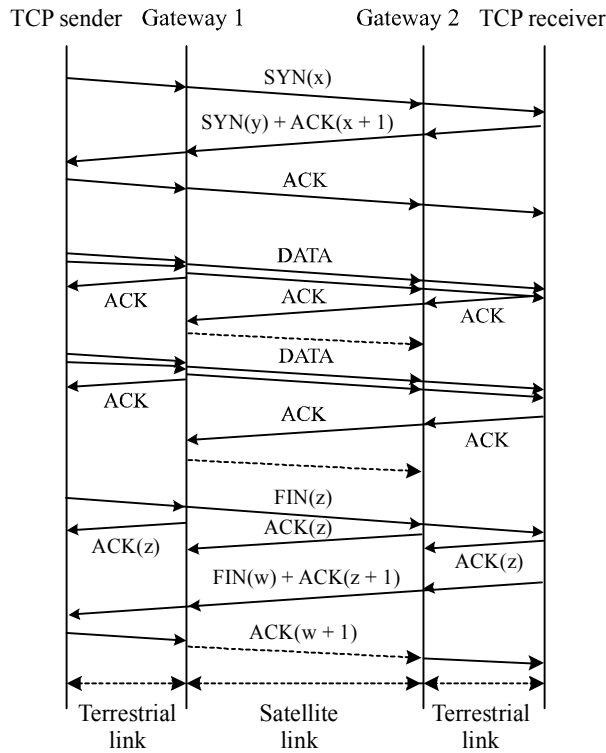 TCP sender Gateway 1 Gateway 2 TCP receiver
SYN(x)
SYN(y) + ACK(x + 1)
ACK
DATA
ACK
ACK
ACK
DATA
ACK
ACK
ACK
FIN(z)
ACK(z)
ACK(z)
ACK(z)
FIN(w) + ACK(z + 1)
ACK(w + 1)
Terrestrial Satellite Terrestrial
link link link